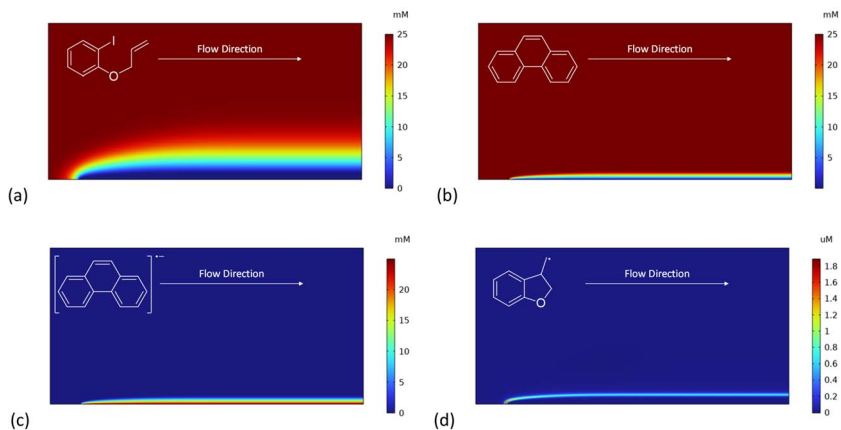 mM
I
O
Flow Direction
25
20
15
10
5
0
(a)
mM
Flow Direction
25
20
15
10
5
(b)
mM
•−
Flow Direction
20
15
10
5
0
(c)
uM
•
O
Flow Direction
1.8
1.6
1.4
1.2
1
0.8
0.6
0.4
0.2
0
(d)